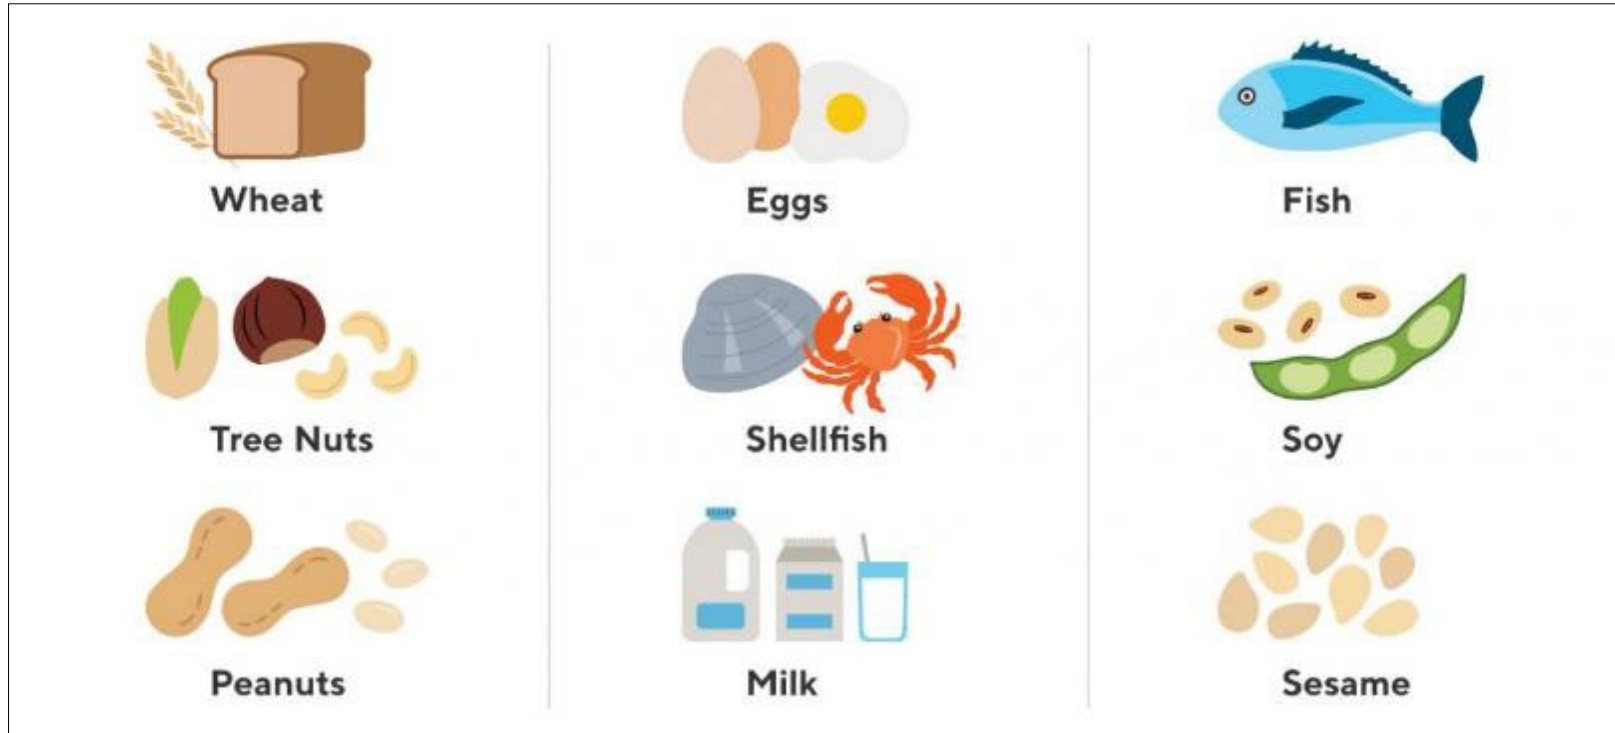 Wheat
Eggs
Fish
Tree Nuts
Shellfish
Soy
Peanuts
Milk
Sesame